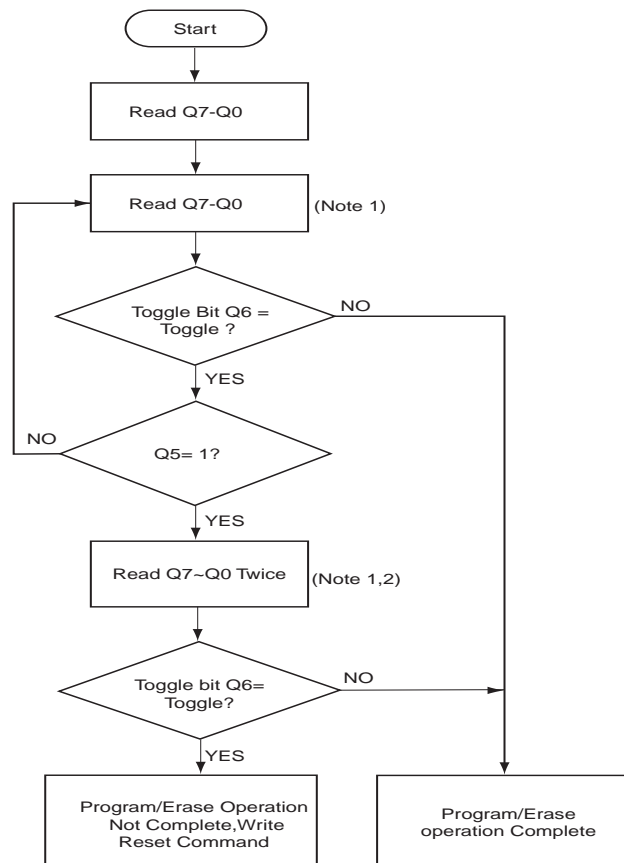 Start
Read Q7-Q0
Read Q7-Q0
(Note 1)
Toggle Bit Q6 =
Toggle ?
NO
YES
NO
Q5= 1?
YES
Read Q7~Q0 Twice
(Note 1,2)
Toggle bit Q6=
Toggle?
NO
YES
Program/Erase Operation
Not Complete,Write
Reset Command
Program/Erase
operation Complete